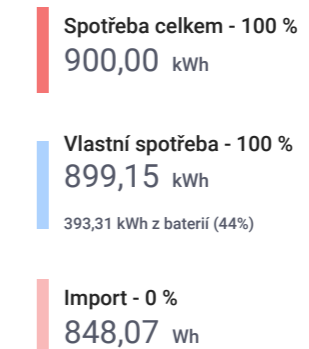 Spotřeba celkem - 100 %
900,00 kWh
Vlastní spotřeba - 100 %
899,15 kWh
393,31 kWh z baterií (44%)
Import - 0 %
848,07 Wh